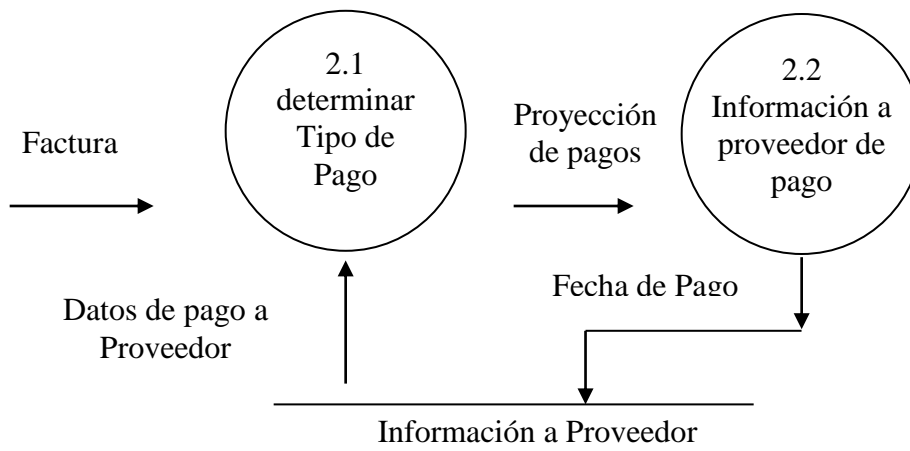 Factura
2.1
determinar
Tipo de
Pago
Proyección
de pagos
2.2
Información a
proveedor de
pago
Datos de pago a
Proveedor
Fecha de Pago
Información a Proveedor